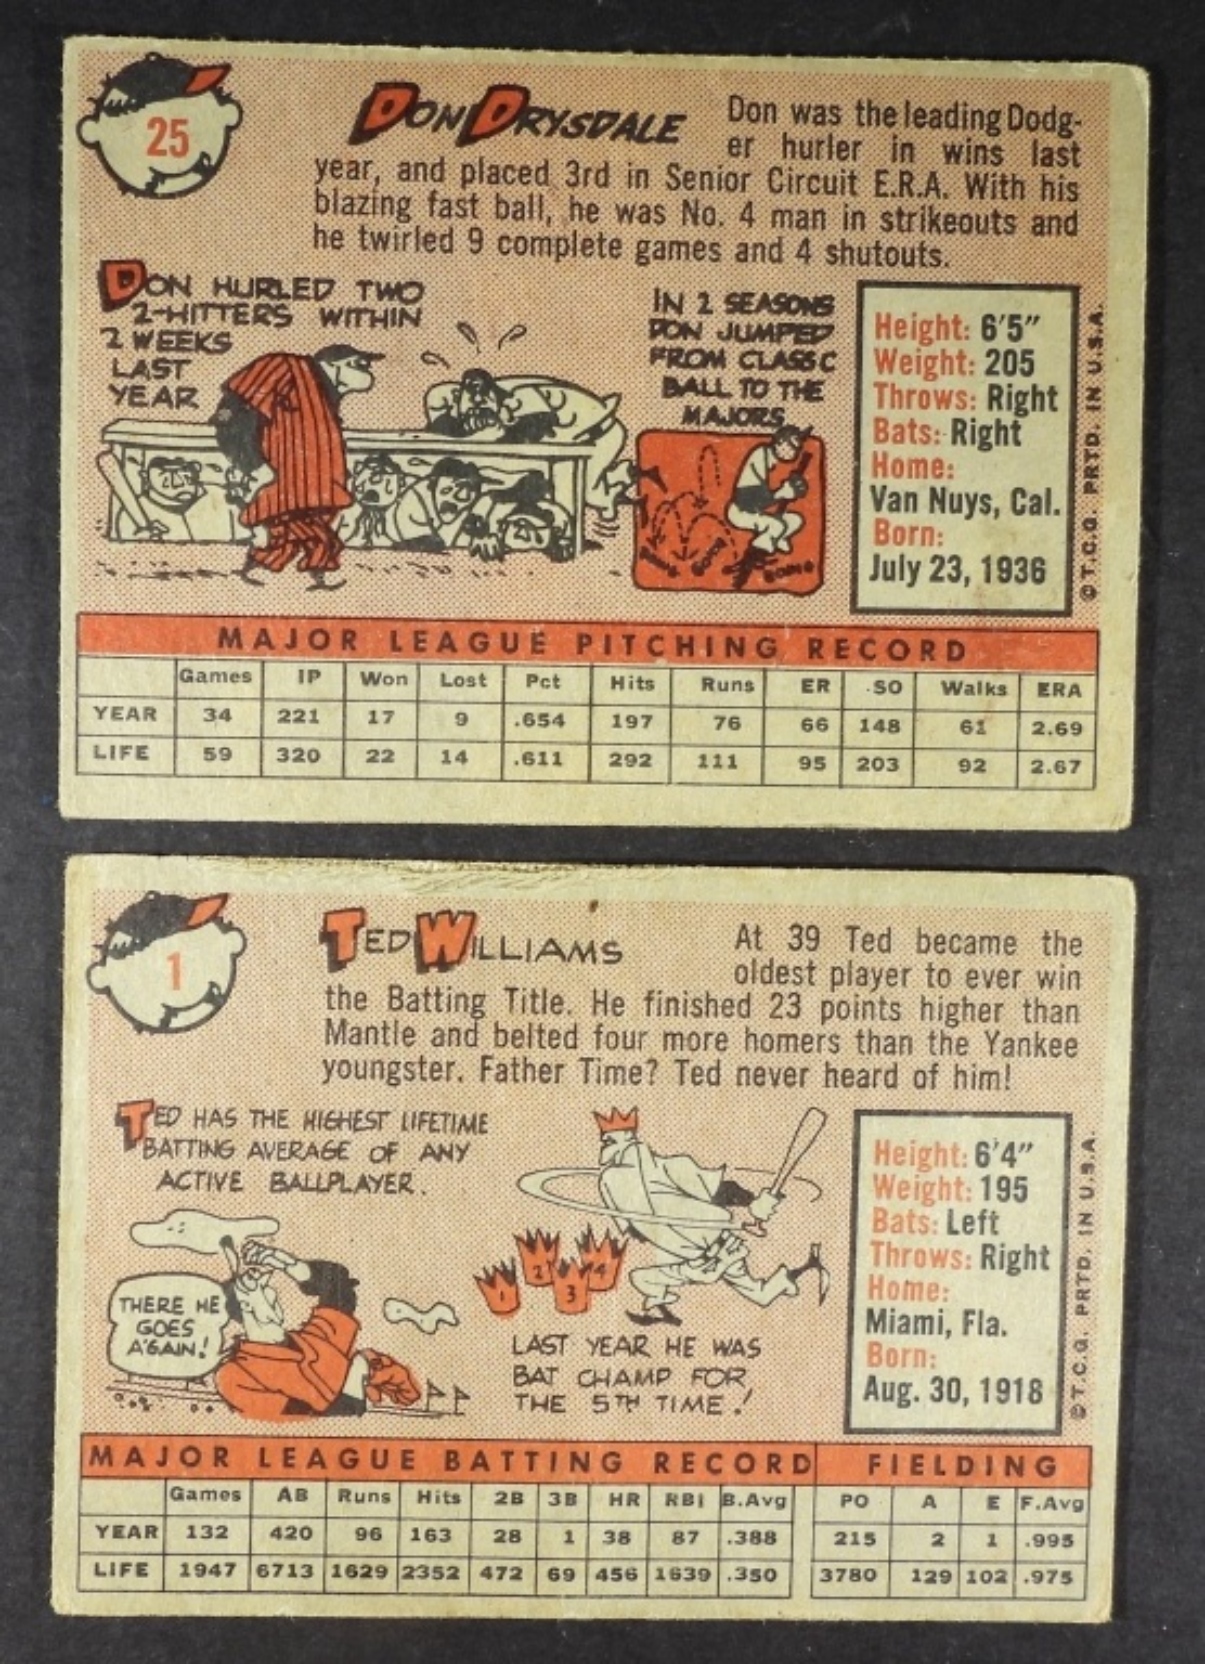 25
DON DRYSDALE
Don was the leading Dodg-
er hurler in wins last
year, and placed 3rd in Senior Circuit E.R.A. With his
blazing fast ball, he was No. 4 man in strikeouts and
he twirled 9 complete games and 4 shutouts.
DON HURLED TWO
2-HITTERS WITHIN
2 WEEKS
LAST
YEAR
IN 2 SEASONS
DON JUMPED
FROM CLASS C
BALL TO THE
MAJORS
Height: 6'5"
Weight: 205
Throws: Right
Bats: Right
Home:
Van Nuys, Cal.
Born:
July 23, 1936
© T.C.G. PRTD. IN U.S.A.
MAJOR LEAGUE PITCHING RECORD
Games IP Won Lost Pct Hits Runs ER SO Walks ERA
YEAR 34 221 17 9 .654 197 76 66 148 61 2.69
LIFE 59 320 22 14 .611 292 111 95 203 92 2.67
1
TED WILLIAMS
At 39 Ted became the
oldest player to ever win
the Batting Title. He finished 23 points higher than
Mantle and belted four more homers than the Yankee
youngster. Father Time? Ted never heard of him!
TED HAS THE HIGHEST LIFETIME
BATTING AVERAGE OF ANY
ACTIVE BALLPLAYER.
THERE HE
GOES
AGAIN!
1 2 3 4
LAST YEAR HE WAS
BAT CHAMP FOR
THE 5TH TIME!
Height: 6'4"
Weight: 195
Bats: Left
Throws: Right
Home:
Miami, Fla.
Born:
Aug. 30, 1918
© T.C.G. PRTD. IN U.S.A.
MAJOR LEAGUE BATTING RECORD FIELDING
Games AB Runs Hits 2B 3B HR RBI B.Avg PO A E F.Avg
YEAR 132 420 96 163 28 1 38 87 .388 215 2 1 .995
LIFE 1947 6713 1629 2352 472 69 456 1639 .350 3780 129 102 .975